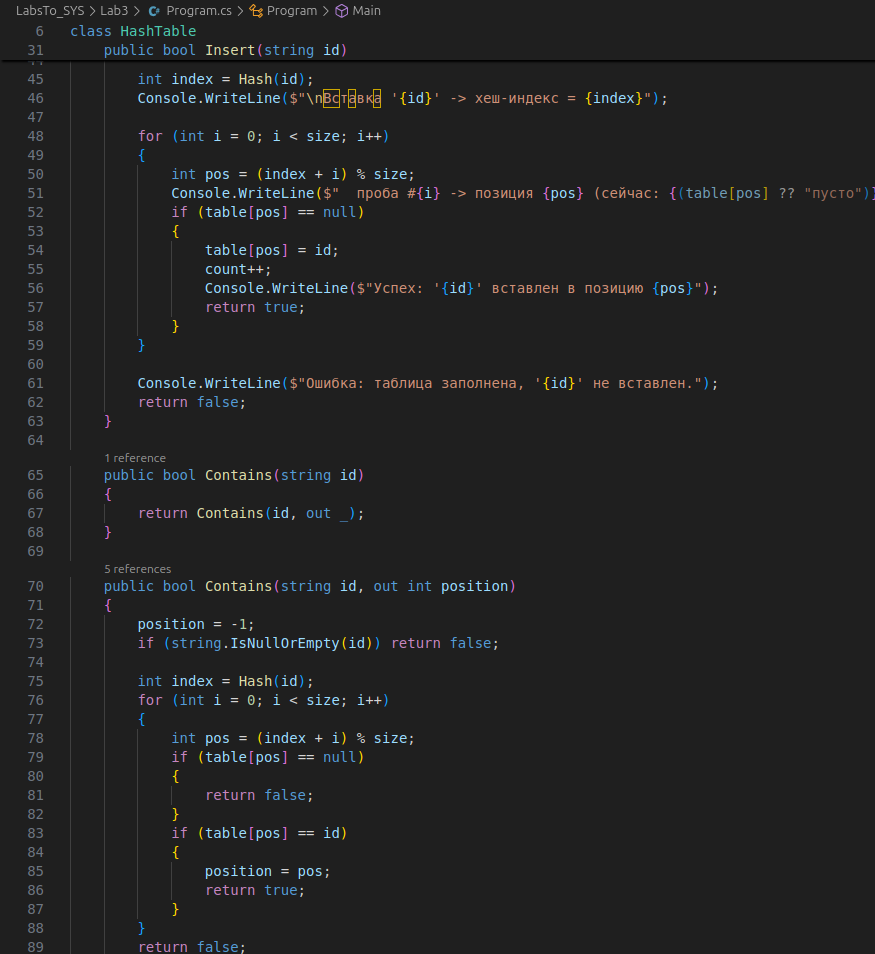 LabsTo_SYS > Lab3 > Program.cs > Program > Main
6 class HashTable
31 public bool Insert(string id)
45 int index = Hash(id);
46 Console.WriteLine($"\nВставка '{id}' -> хеш-индекс = {index}");
47
48 for (int i = 0; i < size; i++)
49 {
50 int pos = (index + i) % size;
51 Console.WriteLine($"  проба #{i} -> позиция {pos} (сейчас: {(table[pos] ?? "пусто")}
52 if (table[pos] == null)
53 {
54 table[pos] = id;
55 count++;
56 Console.WriteLine($"Успех: '{id}' вставлен в позицию {pos}");
57 return true;
58 }
59 }
60
61 Console.WriteLine($"Ошибка: таблица заполнена, '{id}' не вставлен.");
62 return false;
63 }
64
1 reference
65 public bool Contains(string id)
66 {
67 return Contains(id, out _);
68 }
69
5 references
70 public bool Contains(string id, out int position)
71 {
72 position = -1;
73 if (string.IsNullOrEmpty(id)) return false;
74
75 int index = Hash(id);
76 for (int i = 0; i < size; i++)
77 {
78 int pos = (index + i) % size;
79 if (table[pos] == null)
80 {
81 return false;
82 }
83 if (table[pos] == id)
84 {
85 position = pos;
86 return true;
87 }
88 }
89 return false;